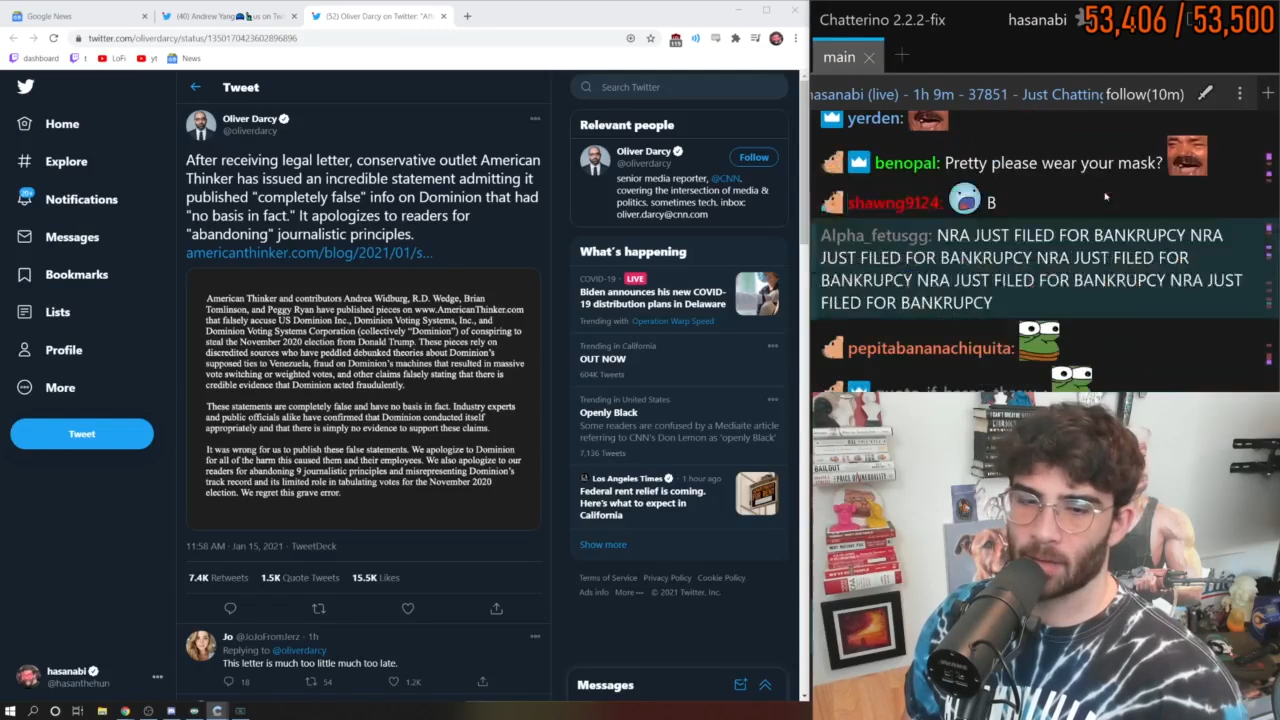 Google News
(40) Andrew Yang
us on Tw
(52) Oliver Darcy on Twitter: "Aft
twitter.com/oliverdarcy/status/1350170423602896896
dashboard
t
LoFi
yt
News
Home
Explore
20+
Notifications
Messages
Bookmarks
Lists
Profile
More
Tweet
hasanabi
@hasanthehun
Tweet
Oliver Darcy
@oliverdarcy
After receiving legal letter, conservative outlet American
Thinker has issued an incredible statement admitting it
published "completely false" info on Dominion that had
"no basis in fact." It apologizes to readers for
"abandoning" journalistic principles.
americanthinker.com/blog/2021/01/s...
American Thinker and contributors Andrea Widburg, R.D. Wedge, Brian
Tomlinson, and Peggy Ryan have published pieces on www.AmericanThinker.com
that falsely accuse US Dominion Inc., Dominion Voting Systems, Inc., and
Dominion Voting Systems Corporation (collectively "Dominion") of conspiring to
steal the November 2020 election from Donald Trump. These pieces rely on
discredited sources who have peddled debunked theories about Dominion's
supposed ties to Venezuela, fraud on Dominion's machines that resulted in massive
vote switching or weighted votes, and other claims falsely stating that there is
credible evidence that Dominion acted fraudulently.
These statements are completely false and have no basis in fact. Industry experts
and public officials alike have confirmed that Dominion conducted itself
appropriately and that there is simply no evidence to support these claims.
It was wrong for us to publish these false statements. We apologize to Dominion
for all of the harm this caused them and their employees. We also apologize to our
readers for abandoning 9 journalistic principles and misrepresenting Dominion's
track record and its limited role in tabulating votes for the November 2020
election. We regret this grave error.
11:58 AM · Jan 15, 2021 · TweetDeck
7.4K Retweets 1.5K Quote Tweets 15.5K Likes
Jo @JoJoFromJerz · 1h
Replying to @oliverdarcy
This letter is much too little much too late.
18 54 1.2K
Search Twitter
Relevant people
Oliver Darcy
@oliverdarcy
Follow
senior media reporter, @CNN.
covering the intersection of media &
politics. sometimes tech. inbox:
oliver.darcy@cnn.com
What's happening
COVID-19 · LIVE
Biden announces his new COVID-
19 distribution plans in Delaware
Trending with Operation Warp Speed
Trending in California
OUT NOW
604K Tweets
Trending in United States
Openly Black
Some readers are confused by a Mediaite article
referring to CNN's Don Lemon as 'openly Black'
7,136 Tweets
Los Angeles Times · 1 hour ago
Federal rent relief is coming.
Here's what to expect in
California
Show more
Terms of Service Privacy Policy Cookie Policy
Ads info More © 2021 Twitter, Inc.
Messages
Chatterino 2.2.2-fix
hasanabi
53,406 / 53,500
main
hasanabi (live) - 1h 9m - 37851 - Just Chatting
follow(10m)
yerden:
benopal: Pretty please wear your mask?
shawng9124: B
Alpha_fetusgg: NRA JUST FILED FOR BANKRUPCY NRA
JUST FILED FOR BANKRUPCY NRA JUST FILED FOR
BANKRUPCY NRA JUST FILED FOR BANKRUPCY NRA JUST
FILED FOR BANKRUPCY
pepitabananachiquita:
BAILOUT